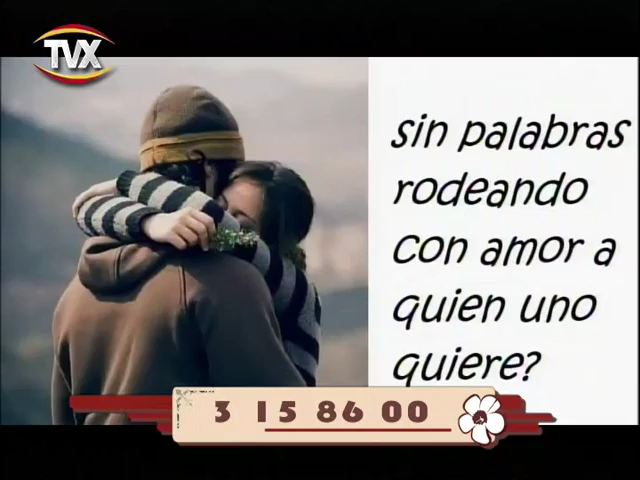 TVX
sin palabras
rodeando
con amor a
quien uno
quiere?
3 15 86 00